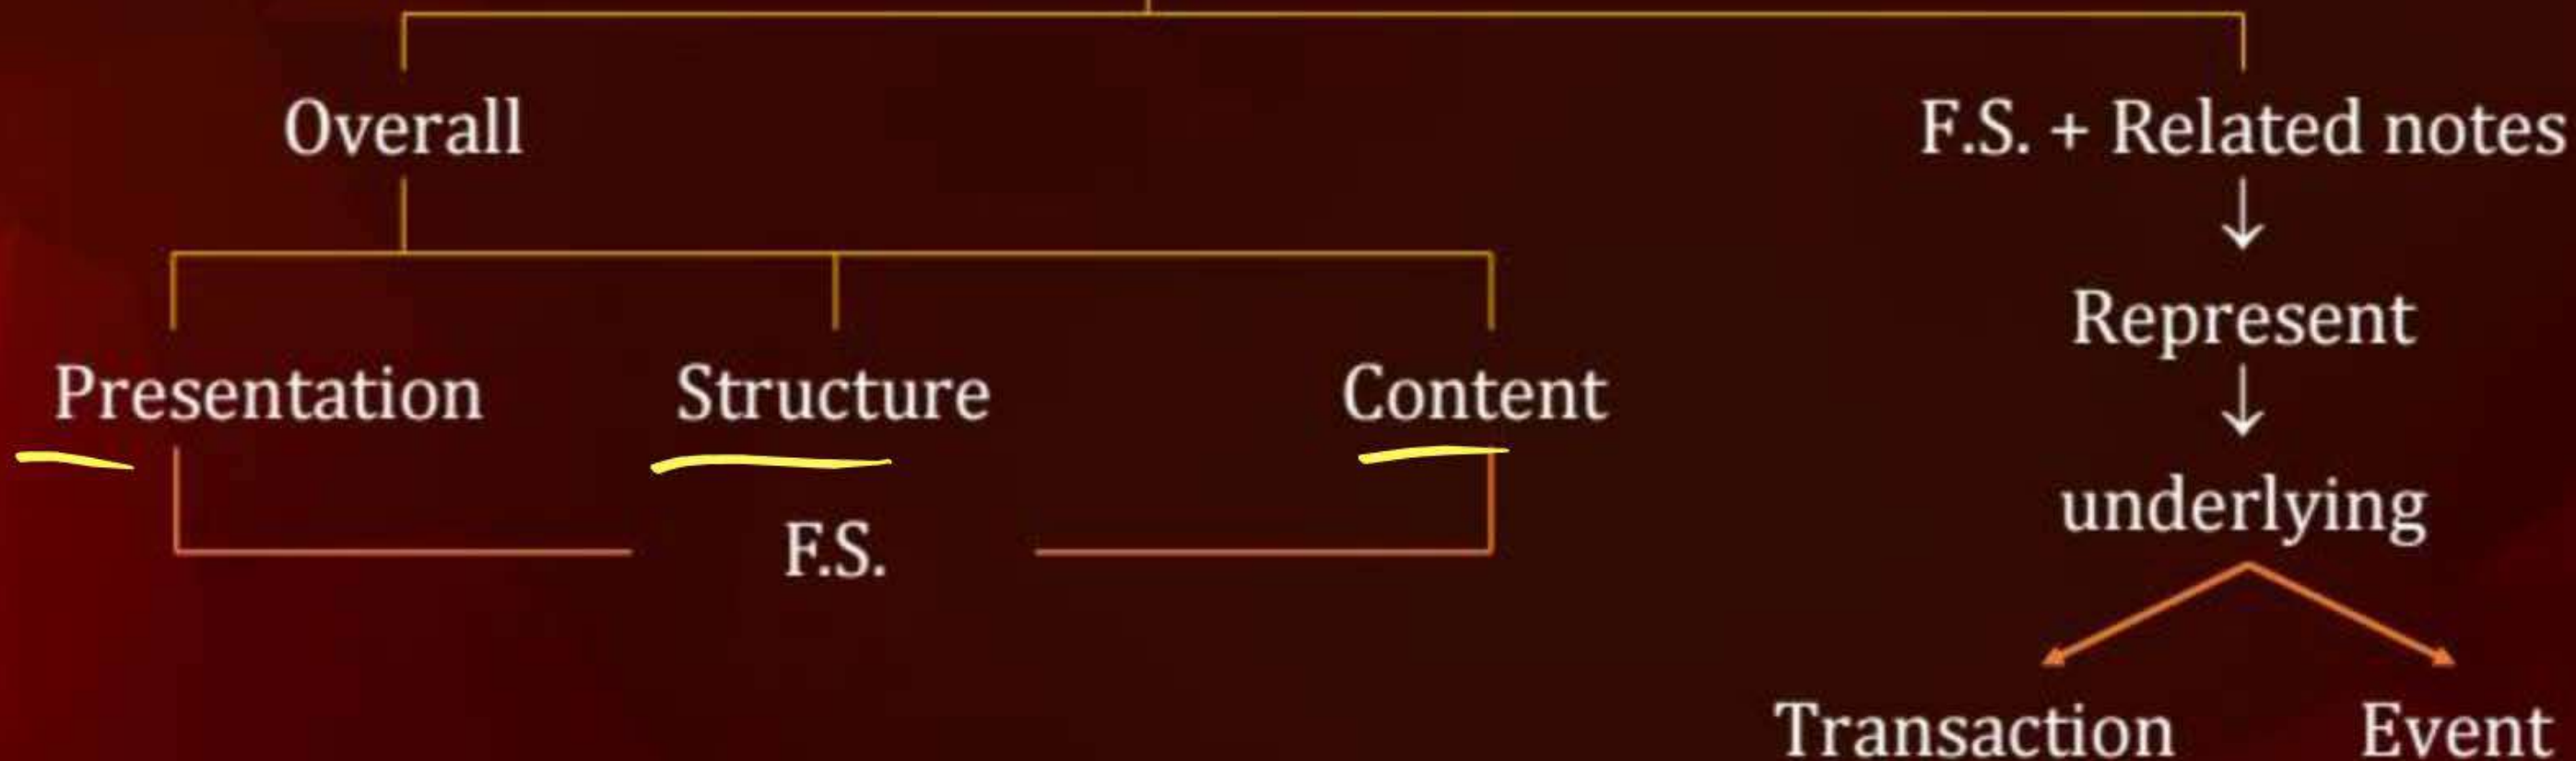 Overall
F.S. + Related notes
Represent
Presentation Structure Content
underlying
F.S.
Transaction Event